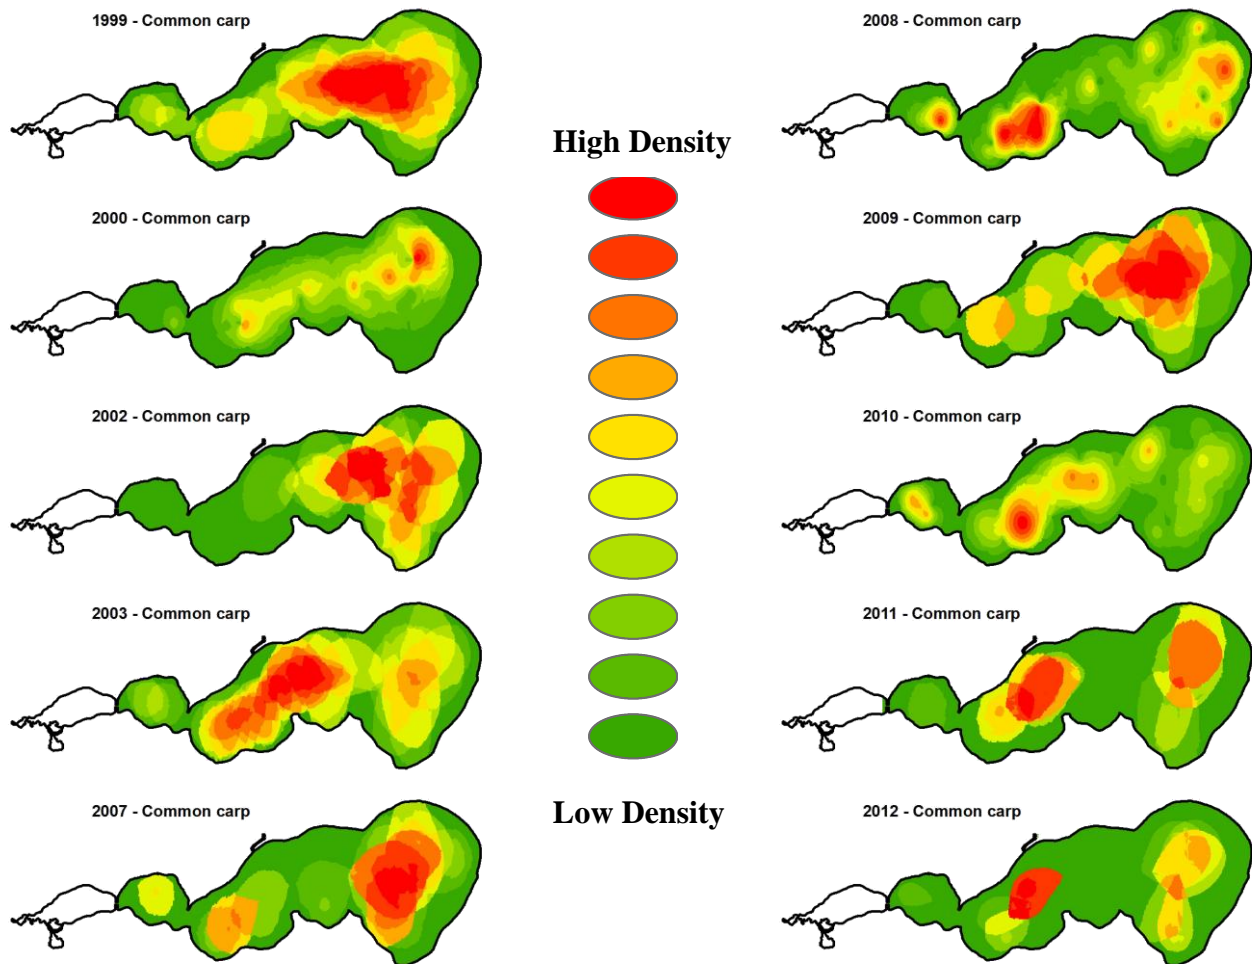 1999 - Common carp
2000 - Common carp
2002 - Common carp
2003 - Common carp
2007 - Common carp
High Density
Low Density
2008 - Common carp
2009 - Common carp
2010 - Common carp
2011 - Common carp
2012 - Common carp